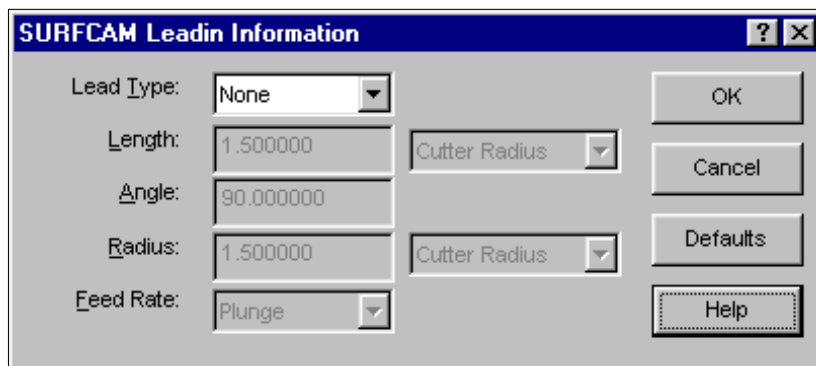 SURFCAM Leadin Information
Lead Type: None
OK
Length: 1.500000 Cutter Radius
Cancel
Angle: 90.000000
Radius: 1.500000 Cutter Radius
Defaults
Feed Rate: Plunge
Help